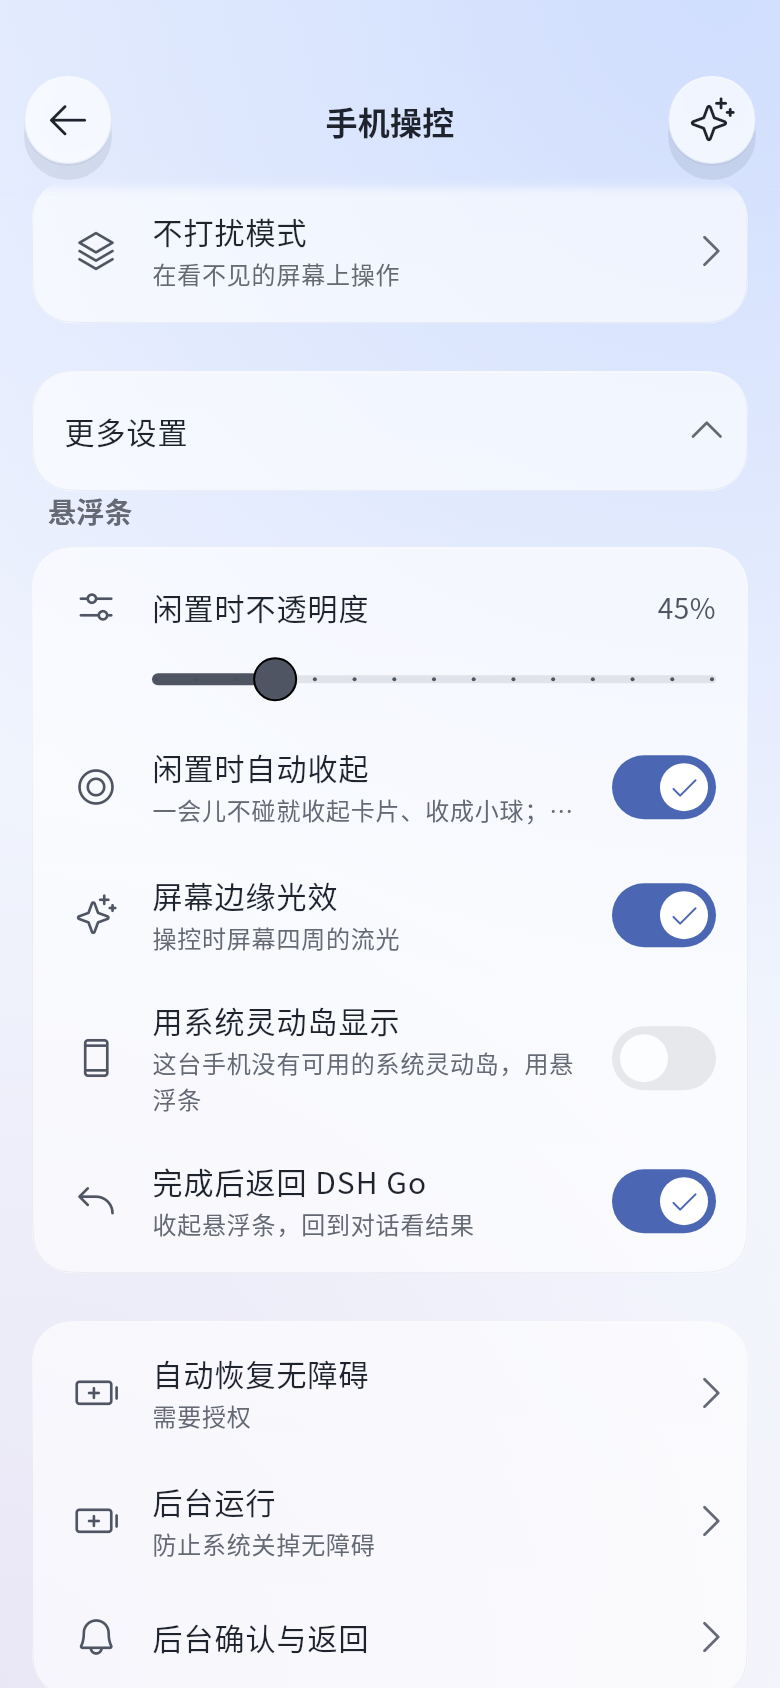 手机操控
不打扰模式
在看不见的屏幕上操作
更多设置
悬浮条
闲置时不透明度
45%
闲置时自动收起
一会儿不碰就收起卡片、收成小球；…
屏幕边缘光效
操控时屏幕四周的流光
用系统灵动岛显示
这台手机没有可用的系统灵动岛，用悬
浮条
完成后返回 DSH Go
收起悬浮条，回到对话看结果
自动恢复无障碍
需要授权
后台运行
防止系统关掉无障碍
后台确认与返回